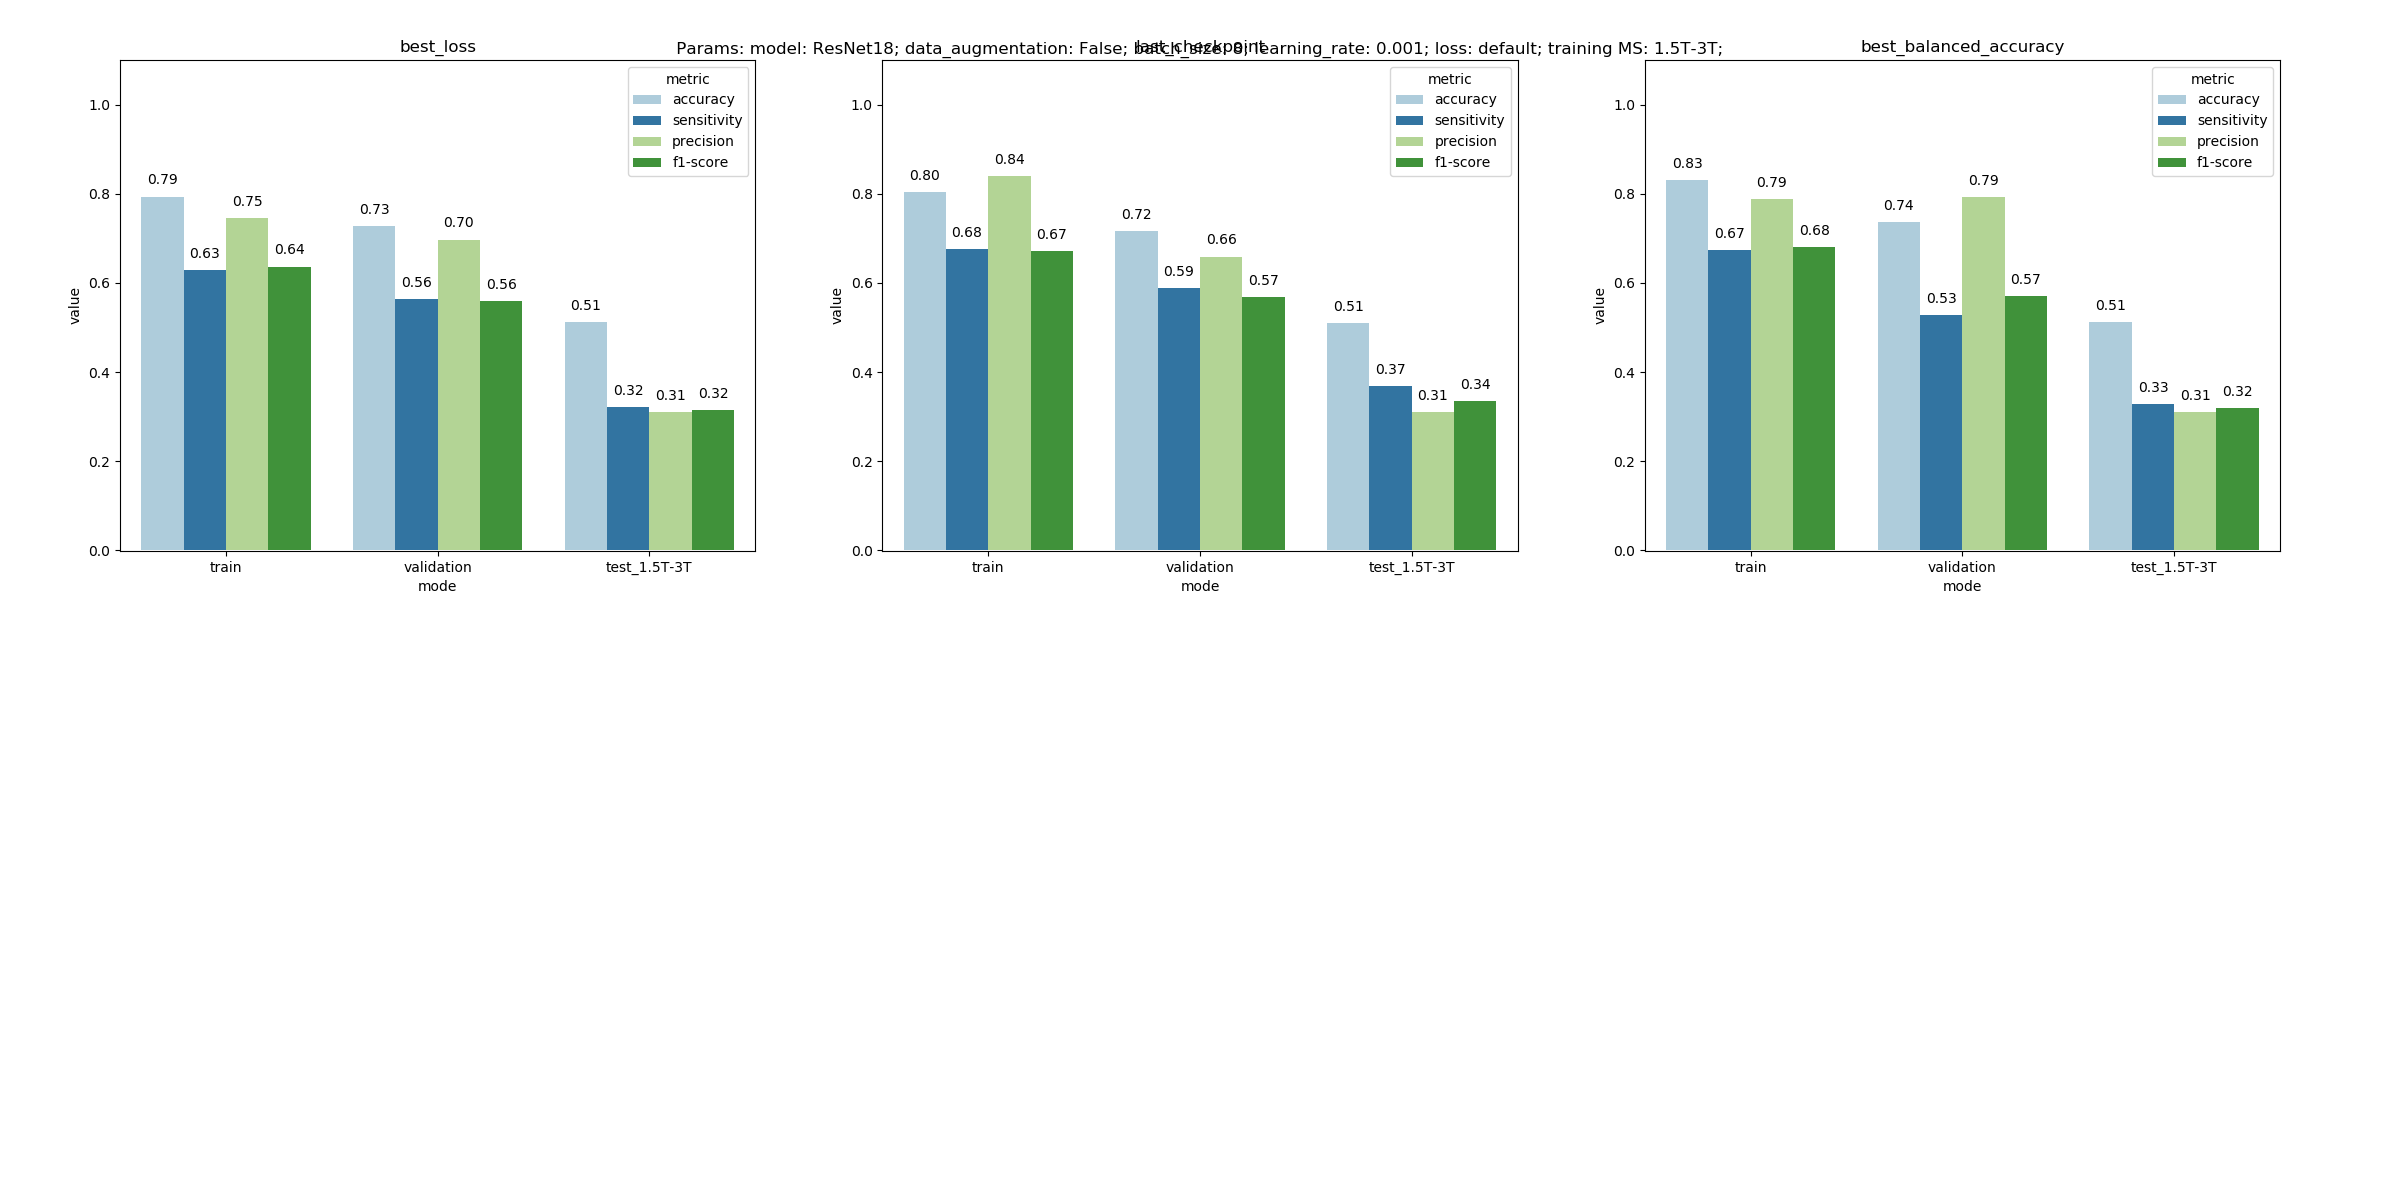 best_loss
Params: model: ResNet18; data_augmentation: False; batch_size: 8; learning_rate: 0.001; loss: default; training MS: 1.5T-3T;
last_checkpoint
best_balanced_accuracy
metric
accuracy
sensitivity
precision
f1-score
1.0
0.8
0.6
0.4
0.2
0.0
value
0.79
0.63
0.75
0.64
0.73
0.56
0.70
0.56
0.51
0.32
0.31
0.32
train
validation
test_1.5T-3T
mode
metric
accuracy
sensitivity
precision
f1-score
1.0
0.8
0.6
0.4
0.2
0.0
value
0.80
0.68
0.84
0.67
0.72
0.59
0.66
0.57
0.51
0.37
0.31
0.34
train
validation
test_1.5T-3T
mode
metric
accuracy
sensitivity
precision
f1-score
1.0
0.8
0.6
0.4
0.2
0.0
value
0.83
0.67
0.79
0.68
0.74
0.53
0.79
0.57
0.51
0.33
0.31
0.32
train
validation
test_1.5T-3T
mode